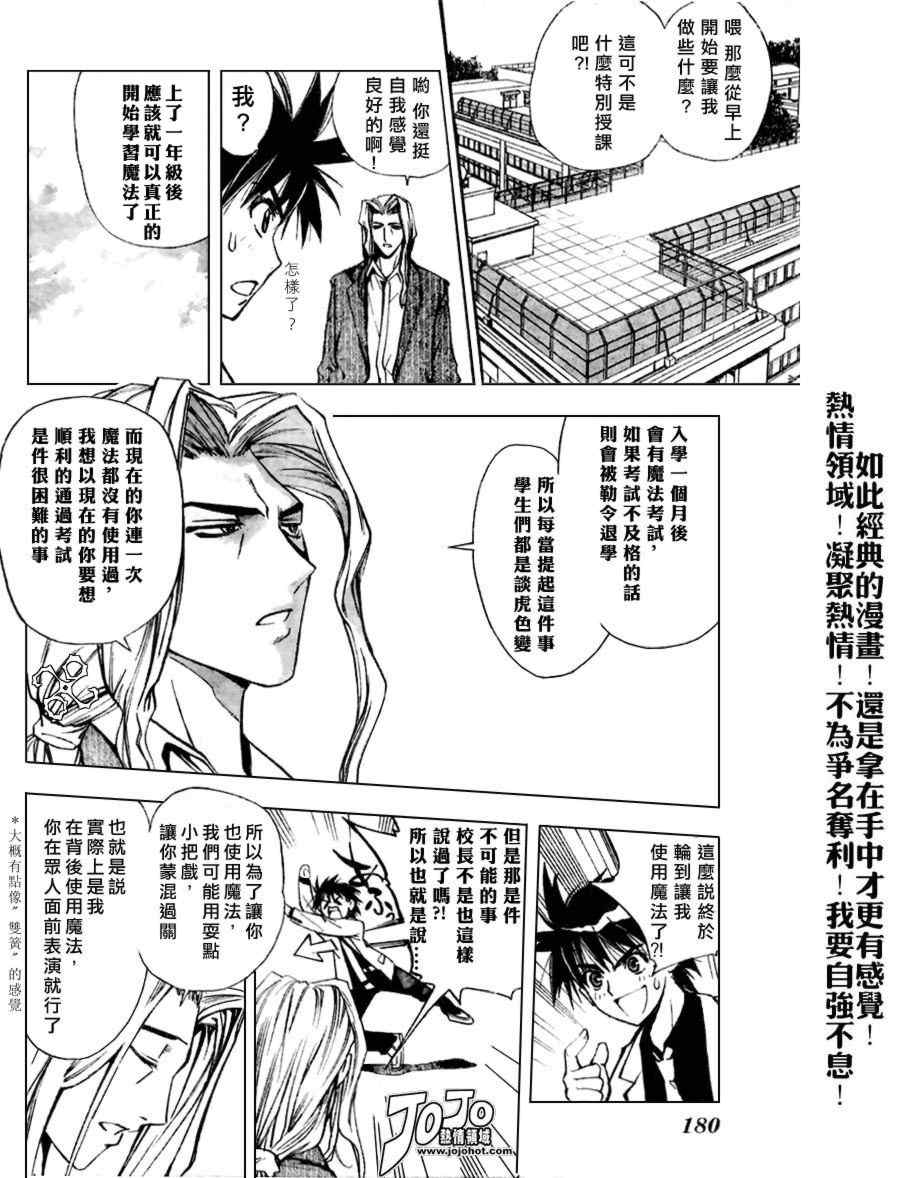 喂 那麼從早上
開始要讓我
做些什麼？
這可不是
什麼特別授課
吧?!
喲 你還挺
自我感覺
良好的啊！
我？
怎樣了？
上了一年級後
應該就可以真正的
開始學習魔法了
入學一個月後
會有魔法考試，
如果考試不及格的話
則會被勒令退學
所以每當提起這件事
學生們都是談虎色變
而現在的你連一次
魔法都沒有使用過，
我想以現在的你要想
順利的通過考試
是件很困難的事
這麼說終於
輪到讓我
使用魔法了?!
但是那是件
不可能的事
校長不是也這樣
說過了嗎?!
所以也就是說……
所以為了讓你
也使用魔法，
我們可能用耍點
小把戲，
讓你蒙混過關
也就是說
實際上是我
在背後使用魔法，
你在眾人面前表演就行了
＊大概有點像〝雙簧〞的感覺
如此經典的漫畫！還是拿在手中才更有感覺！
熱情領域！凝聚熱情！不為爭名奪利！我要自強不息！
JOJO
熱情領域
www.jojohot.com
180